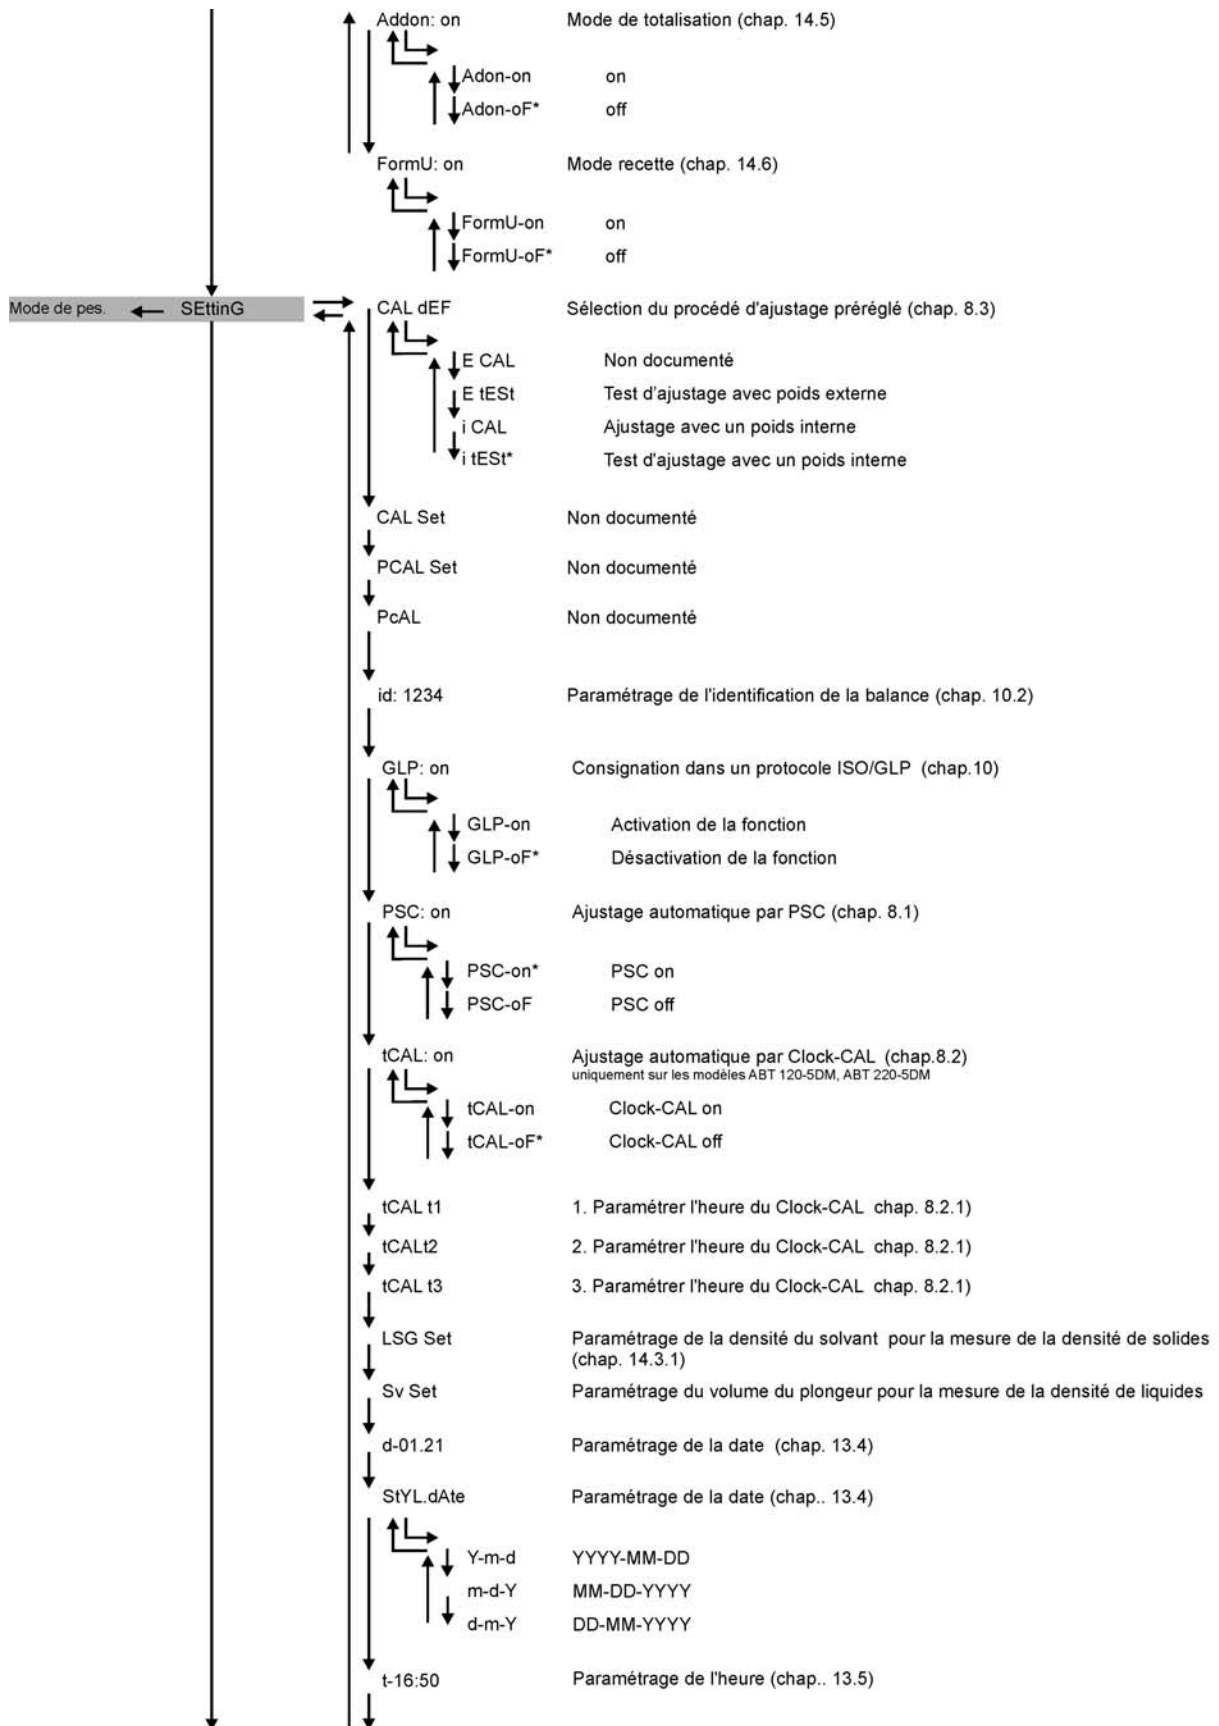 Addon: on Mode de totalisation (chap. 14.5)
Adon-on on
Adon-oF* off
FormU: on Mode recette (chap. 14.6)
FormU-on on
FormU-oF* off
Mode de pes. SEttinG CAL dEF Sélection du procédé d'ajustage préréglé (chap. 8.3)
E CAL Non documenté
E tESt Test d'ajustage avec poids externe
i CAL Ajustage avec un poids interne
i tESt* Test d'ajustage avec un poids interne
CAL Set Non documenté
PCAL Set Non documenté
PcAL Non documenté
id: 1234 Paramétrage de l'identification de la balance (chap. 10.2)
GLP: on Consignation dans un protocole ISO/GLP (chap.10)
GLP-on Activation de la fonction
GLP-oF* Désactivation de la fonction
PSC: on Ajustage automatique par PSC (chap. 8.1)
PSC-on* PSC on
PSC-oF PSC off
tCAL: on Ajustage automatique par Clock-CAL (chap.8.2)
uniquement sur les modèles ABT 120-5DM, ABT 220-5DM
tCAL-on Clock-CAL on
tCAL-oF* Clock-CAL off
tCAL t1 1. Paramétrer l'heure du Clock-CAL chap. 8.2.1)
tCALt2 2. Paramétrer l'heure du Clock-CAL chap. 8.2.1)
tCAL t3 3. Paramétrer l'heure du Clock-CAL chap. 8.2.1)
LSG Set Paramétrage de la densité du solvant pour la mesure de la densité de solides
(chap. 14.3.1)
Sv Set Paramétrage du volume du plongeur pour la mesure de la densité de liquides
d-01.21 Paramétrage de la date (chap. 13.4)
StYL.dAte Paramétrage de la date (chap.. 13.4)
Y-m-d YYYY-MM-DD
m-d-Y MM-DD-YYYY
d-m-Y DD-MM-YYYY
t-16:50 Paramétrage de l'heure (chap.. 13.5)